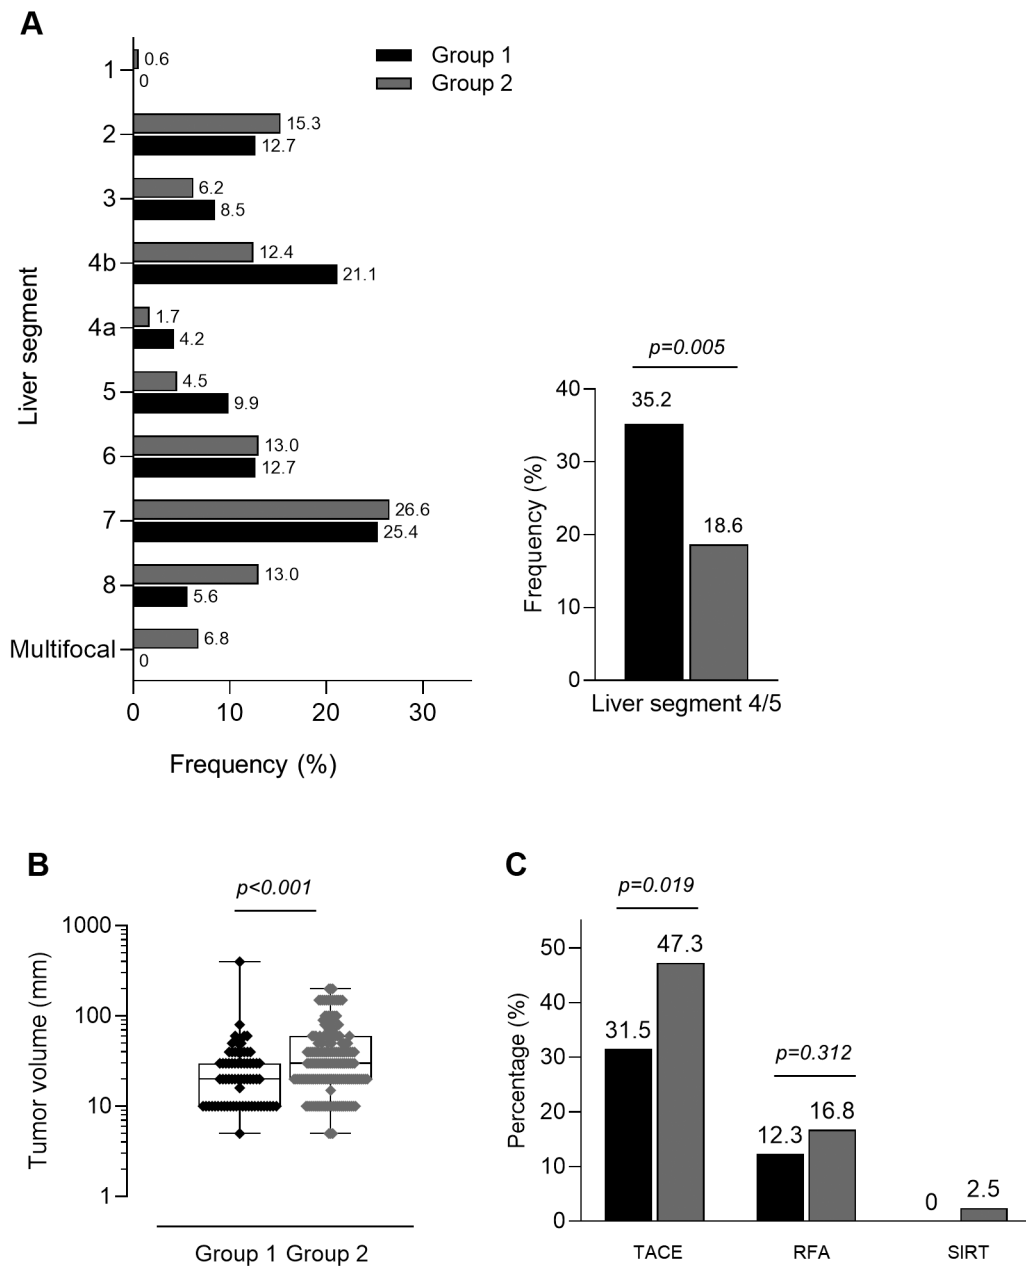 A
Group 1
Group 2
Liver segment
1
0.6
0
2
15.3
12.7
3
6.2
8.5
4b
12.4
21.1
4a
1.7
4.2
5
4.5
9.9
6
13.0
12.7
7
26.6
25.4
8
13.0
5.6
Multifocal
6.8
0
0 10 20 30
Frequency (%)
p=0.005
Frequency (%)
40
30
20
10
0
35.2
18.6
Liver segment 4/5
B
p<0.001
Tumor volume (mm)
1000
100
10
1
Group 1 Group 2
C
p=0.019
Percentage (%)
50
40
30
20
10
0
31.5
47.3
p=0.312
12.3
16.8
0
2.5
TACE RFA SIRT